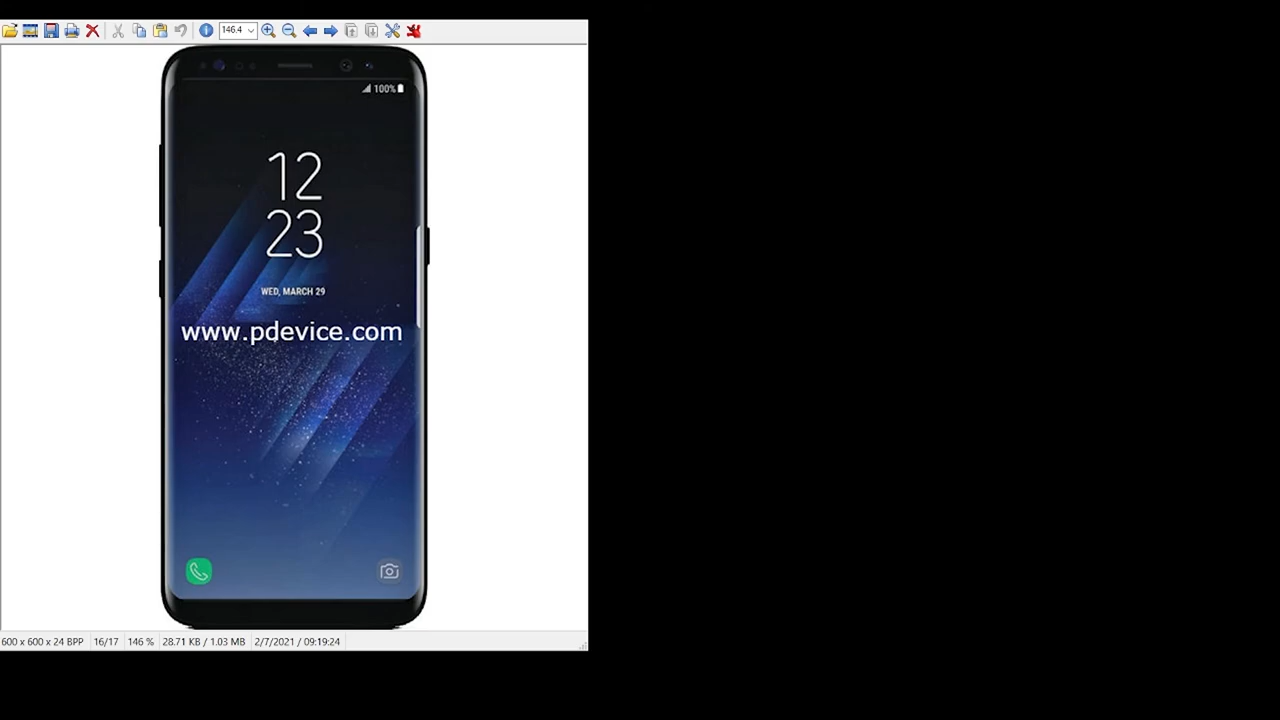 146.4
100%
12
23
WED, MARCH 29
www.pdevice.com
600 x 600 x 24 BPP 16/17 146 % 28.71 KB / 1.03 MB 2/7/2021 / 09:19:24